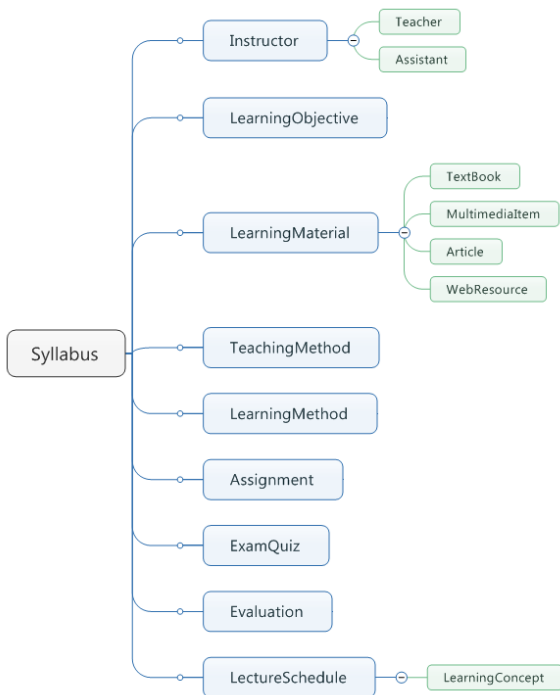 Syllabus
Instructor
Teacher
Assistant
LearningObjective
LearningMaterial
TextBook
MultimediaItem
Article
WebResource
TeachingMethod
LearningMethod
Assignment
ExamQuiz
Evaluation
LectureSchedule
LearningConcept